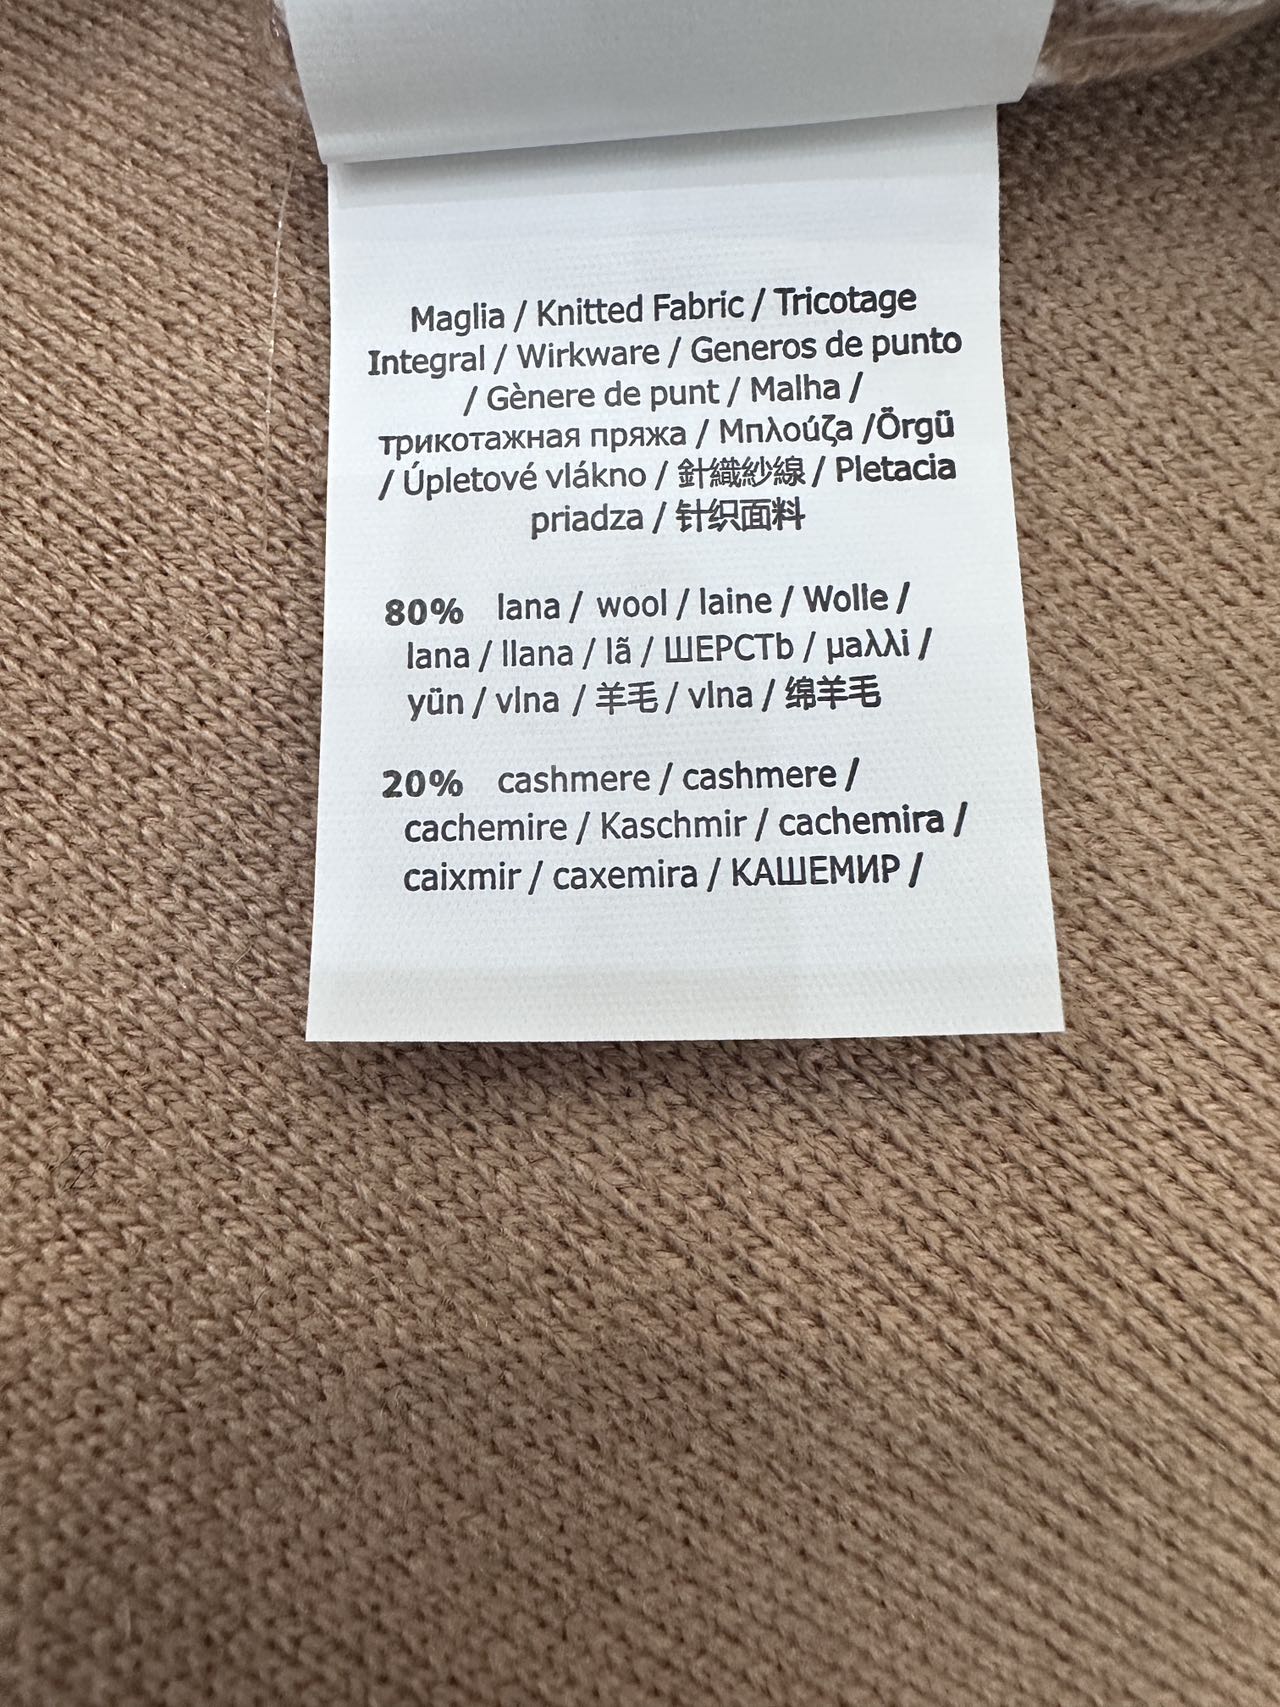 Maglia / Knitted Fabric / Tricotage
Integral / Wirkware / Generos de punto
/ Gènere de punt / Malha /
трикотажная пряжа / Μπλούζα /Örgü
/ Úpletové vlákno / 針織紗線 / Pletacia
priadza / 针织面料
80% lana / wool / laine / Wolle /
lana / llana / lã / ШЕРСТЬ / μαλλί /
yün / vlna / 羊毛 / vlna / 绵羊毛
20% cashmere / cashmere /
cachemire / Kaschmir / cachemira /
caixmir / caxemira / КАШЕМИР /